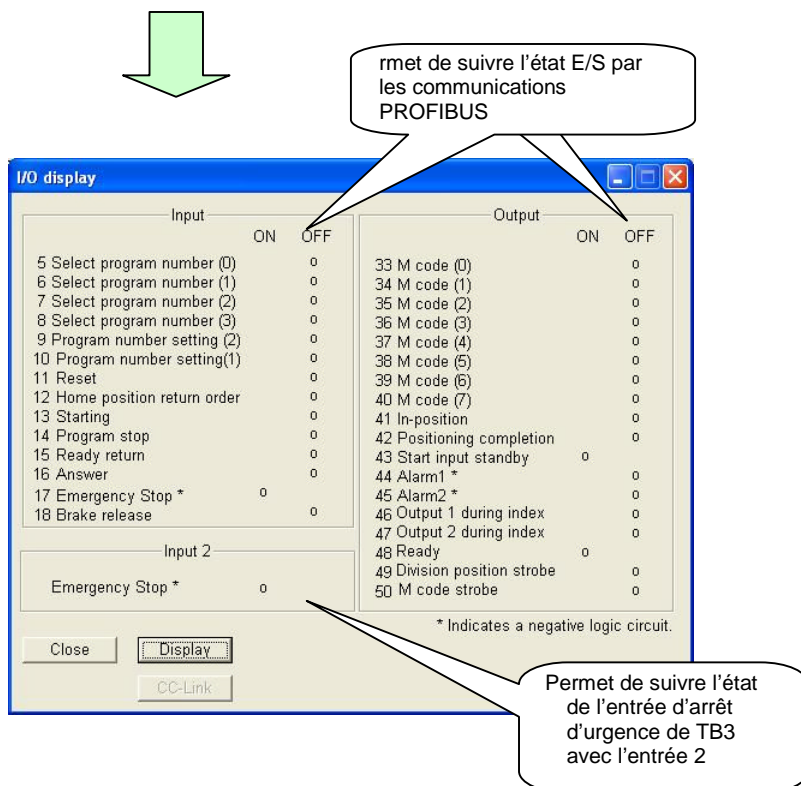 rmet de suivre l'état E/S par
les communications
PROFIBUS
I/O display
Input
ON OFF
5 Select program number (0) o
6 Select program number (1) o
7 Select program number (2) o
8 Select program number (3) o
9 Program number setting (2) o
10 Program number setting(1) o
11 Reset o
12 Home position return order o
13 Starting o
14 Program stop o
15 Ready return o
16 Answer o
17 Emergency Stop * o
18 Brake release o
Input 2
Emergency Stop * o
Output
ON OFF
33 M code (0) o
34 M code (1) o
35 M code (2) o
36 M code (3) o
37 M code (4) o
38 M code (5) o
39 M code (6) o
40 M code (7) o
41 In-position o
42 Positioning completion o
43 Start input standby o
44 Alarm1 * o
45 Alarm2 * o
46 Output 1 during index o
47 Output 2 during index o
48 Ready o
49 Division position strobe o
50 M code strobe o
* Indicates a negative logic circuit.
Close Display
CC-Link
Permet de suivre l'état
de l'entrée d'arrêt
d'urgence de TB3
avec l'entrée 2